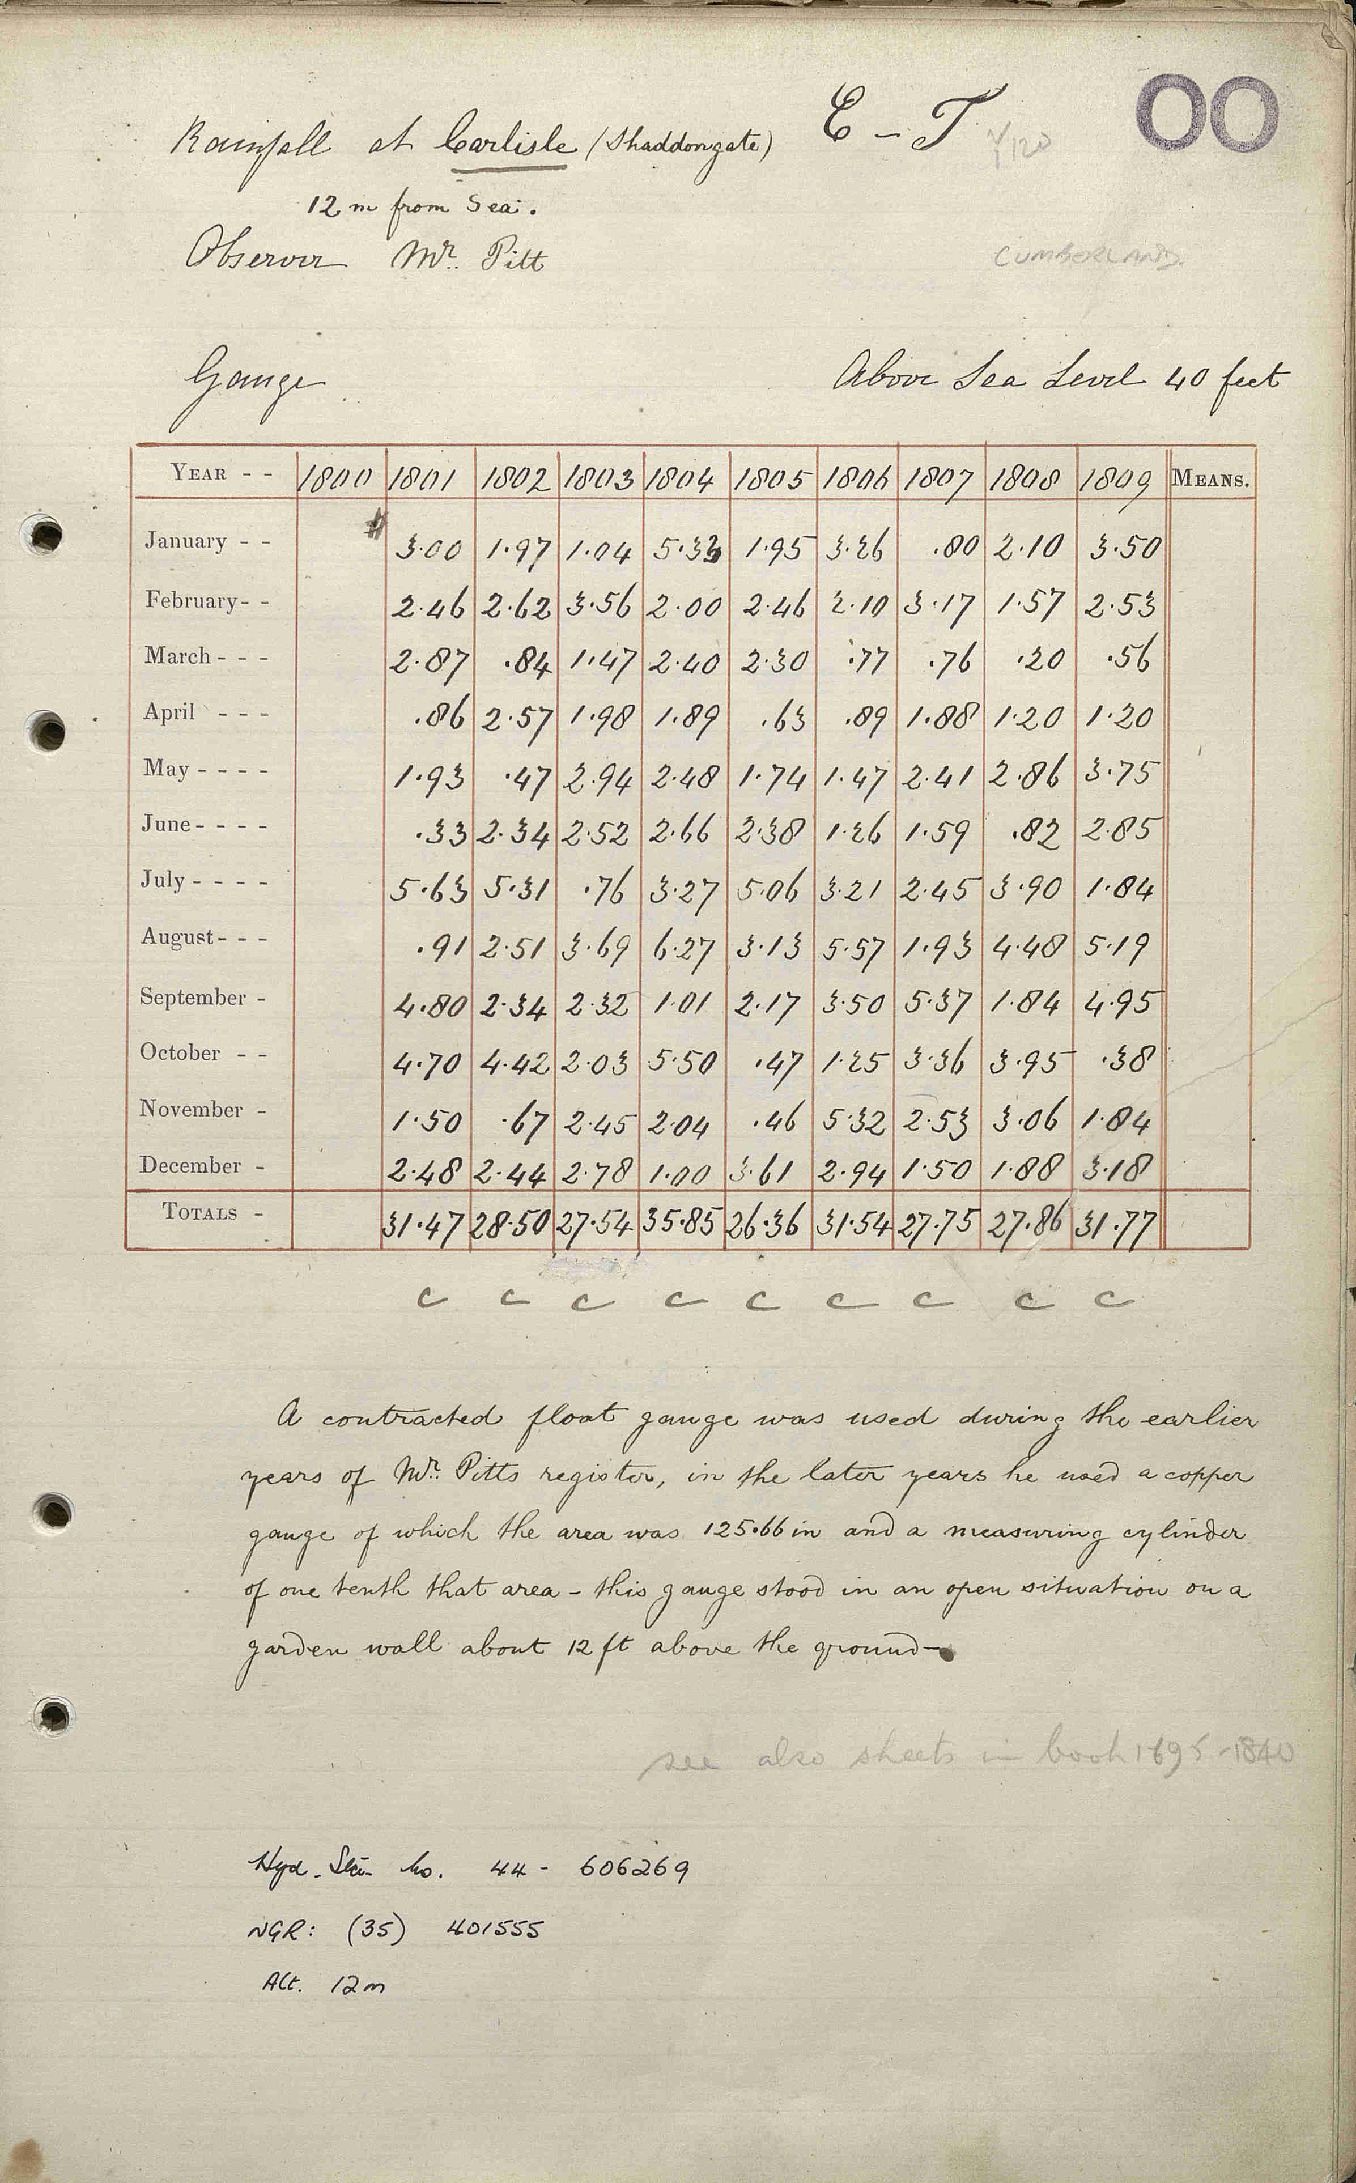 OO
C - T
Rainfall at Carlisle (Shaddongate)
12 m from Sea.
Observer Mr. Pitt
CUMBERLAND.
Gauge Above Sea Level 40 feet
YEAR - - 1800 1801 1802 1803 1804 1805 1806 1807 1808 1809 MEANS.
January - - # 3.00 1.97 1.04 5.33 1.95 3.26 .80 2.10 3.50
February - - 2.46 2.62 3.56 2.00 2.46 2.10 3.17 1.57 2.53
March - - - 2.87 .84 1.47 2.40 2.30 .77 .76 .20 .56
April - - - .86 2.57 1.98 1.89 .63 .89 1.88 1.20 1.20
May - - - - 1.93 .47 2.94 2.48 1.74 1.47 2.41 2.86 3.75
June - - - - .33 2.34 2.52 2.66 2.38 1.26 1.59 .82 2.85
July - - - - 5.63 5.31 .76 3.27 5.06 3.21 2.45 3.90 1.84
August - - - .91 2.51 3.69 6.27 3.13 5.57 1.93 4.48 5.19
September - 4.80 2.34 2.32 1.01 2.17 3.50 5.37 1.84 4.95
October - - 4.70 4.42 2.03 5.50 .47 1.25 3.36 3.95 .38
November - 1.50 .67 2.45 2.04 .46 5.32 2.53 3.06 1.84
December - 2.48 2.44 2.78 1.00 3.61 2.94 1.50 1.88 3.18
TOTALS - 31.47 28.50 27.54 35.85 26.36 31.54 27.75 27.86 31.77
c c c c c c c c c
A contracted float gauge was used during the earlier
years of Mr. Pitts register, in the later years he used a copper
gauge of which the area was 125.66 in and a measuring cylinder
of one tenth that area - this gauge stood in an open situation on a
garden wall about 12 ft above the ground -
see also sheets in book -1840
Hyd. Stn. No. 44 - 606269
NGR: (35) 401555
Alt. 12m